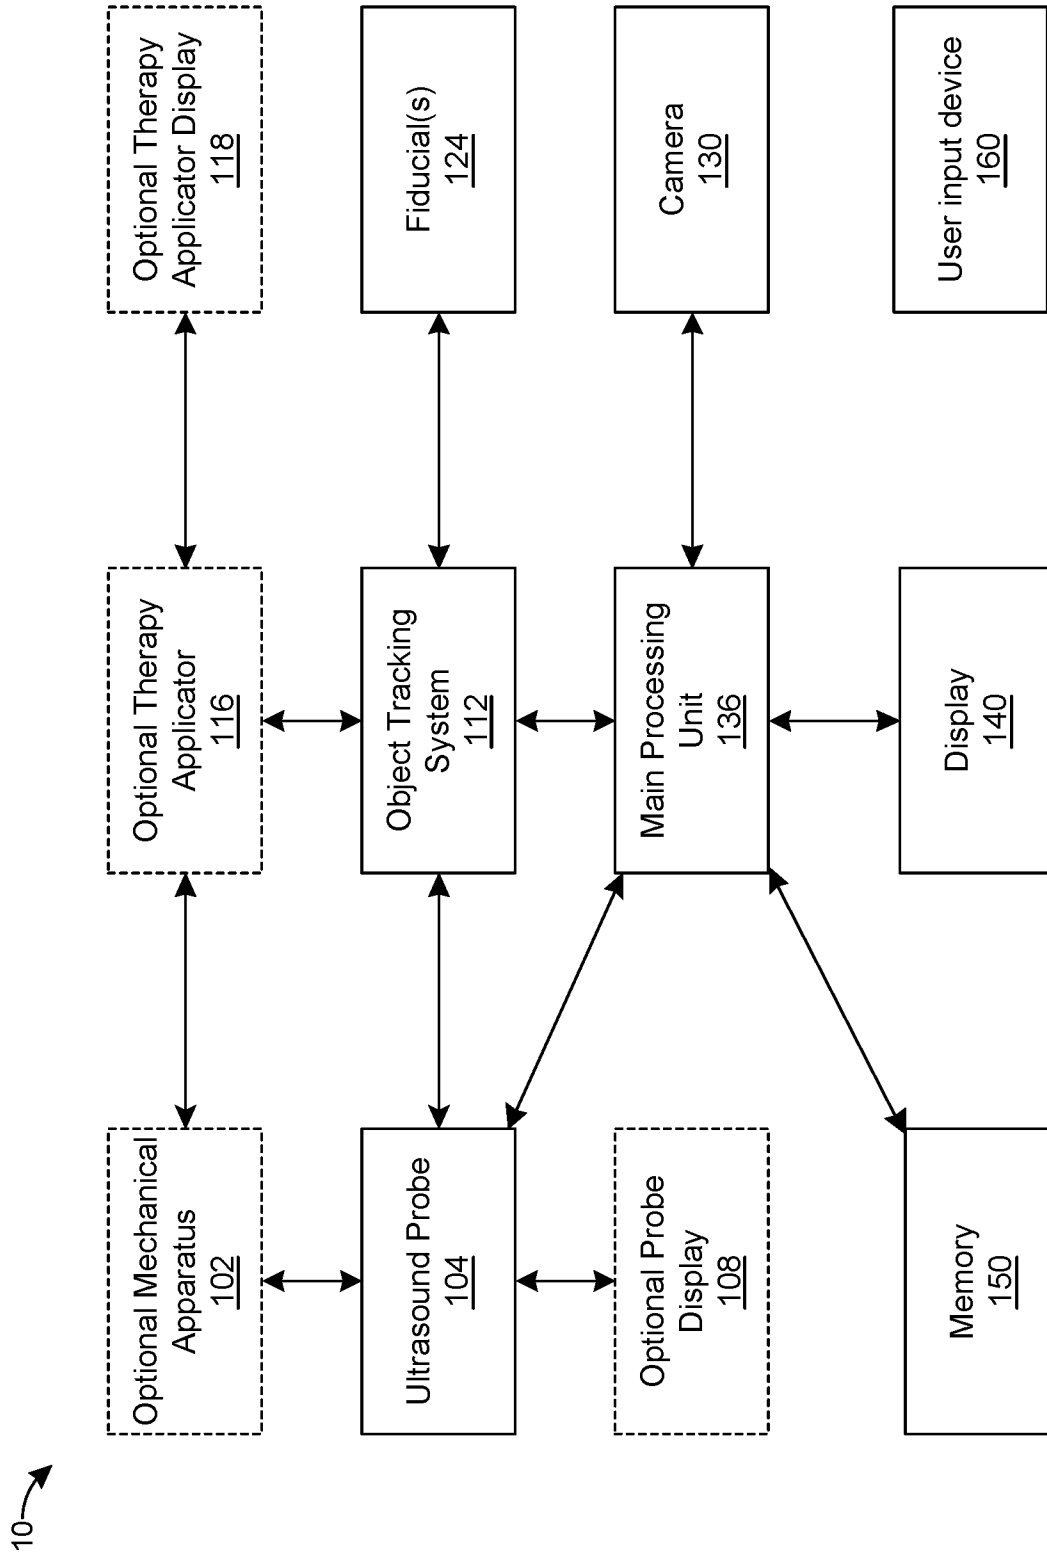 10
Optional Mechanical
Apparatus
102
Optional Therapy
Applicator
116
Optional Therapy
Applicator Display
118
Ultrasound Probe
104
Object Tracking
System
112
Fiducial(s)
124
Optional Probe
Display
108
Main Processing
Unit
136
Camera
130
Memory
150
Display
140
User input device
160